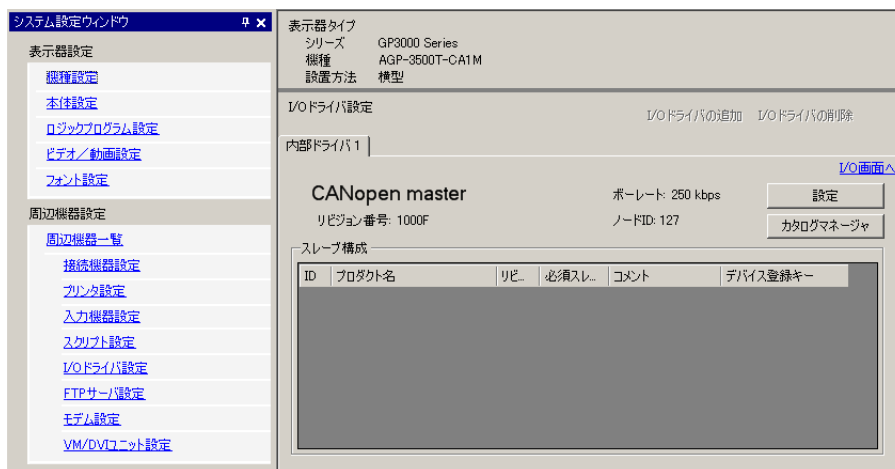 システム設定ウィンドウ
表示器設定
機種設定
本体設定
ロジックプログラム設定
ビデオ／動画設定
フォント設定
周辺機器設定
周辺機器一覧
接続機器設定
プリンタ設定
入力機器設定
スクリプト設定
I/Oドライバ設定
FTPサーバ設定
モデム設定
VM/DVIユニット設定
表示器タイプ
シリーズ GP3000 Series
機種 AGP-3500T-CA1M
設置方法 横型
I/Oドライバ設定 I/Oドライバの追加 I/Oドライバの削除
内部ドライバ 1
I/O画面へ
CANopen master ボーレート: 250 kbps 設定
リビジョン番号: 1000F ノードID: 127 カタログマネージャ
スレーブ構成
ID プロダクト名 リビ... 必須スレ... コメント デバイス登録キー